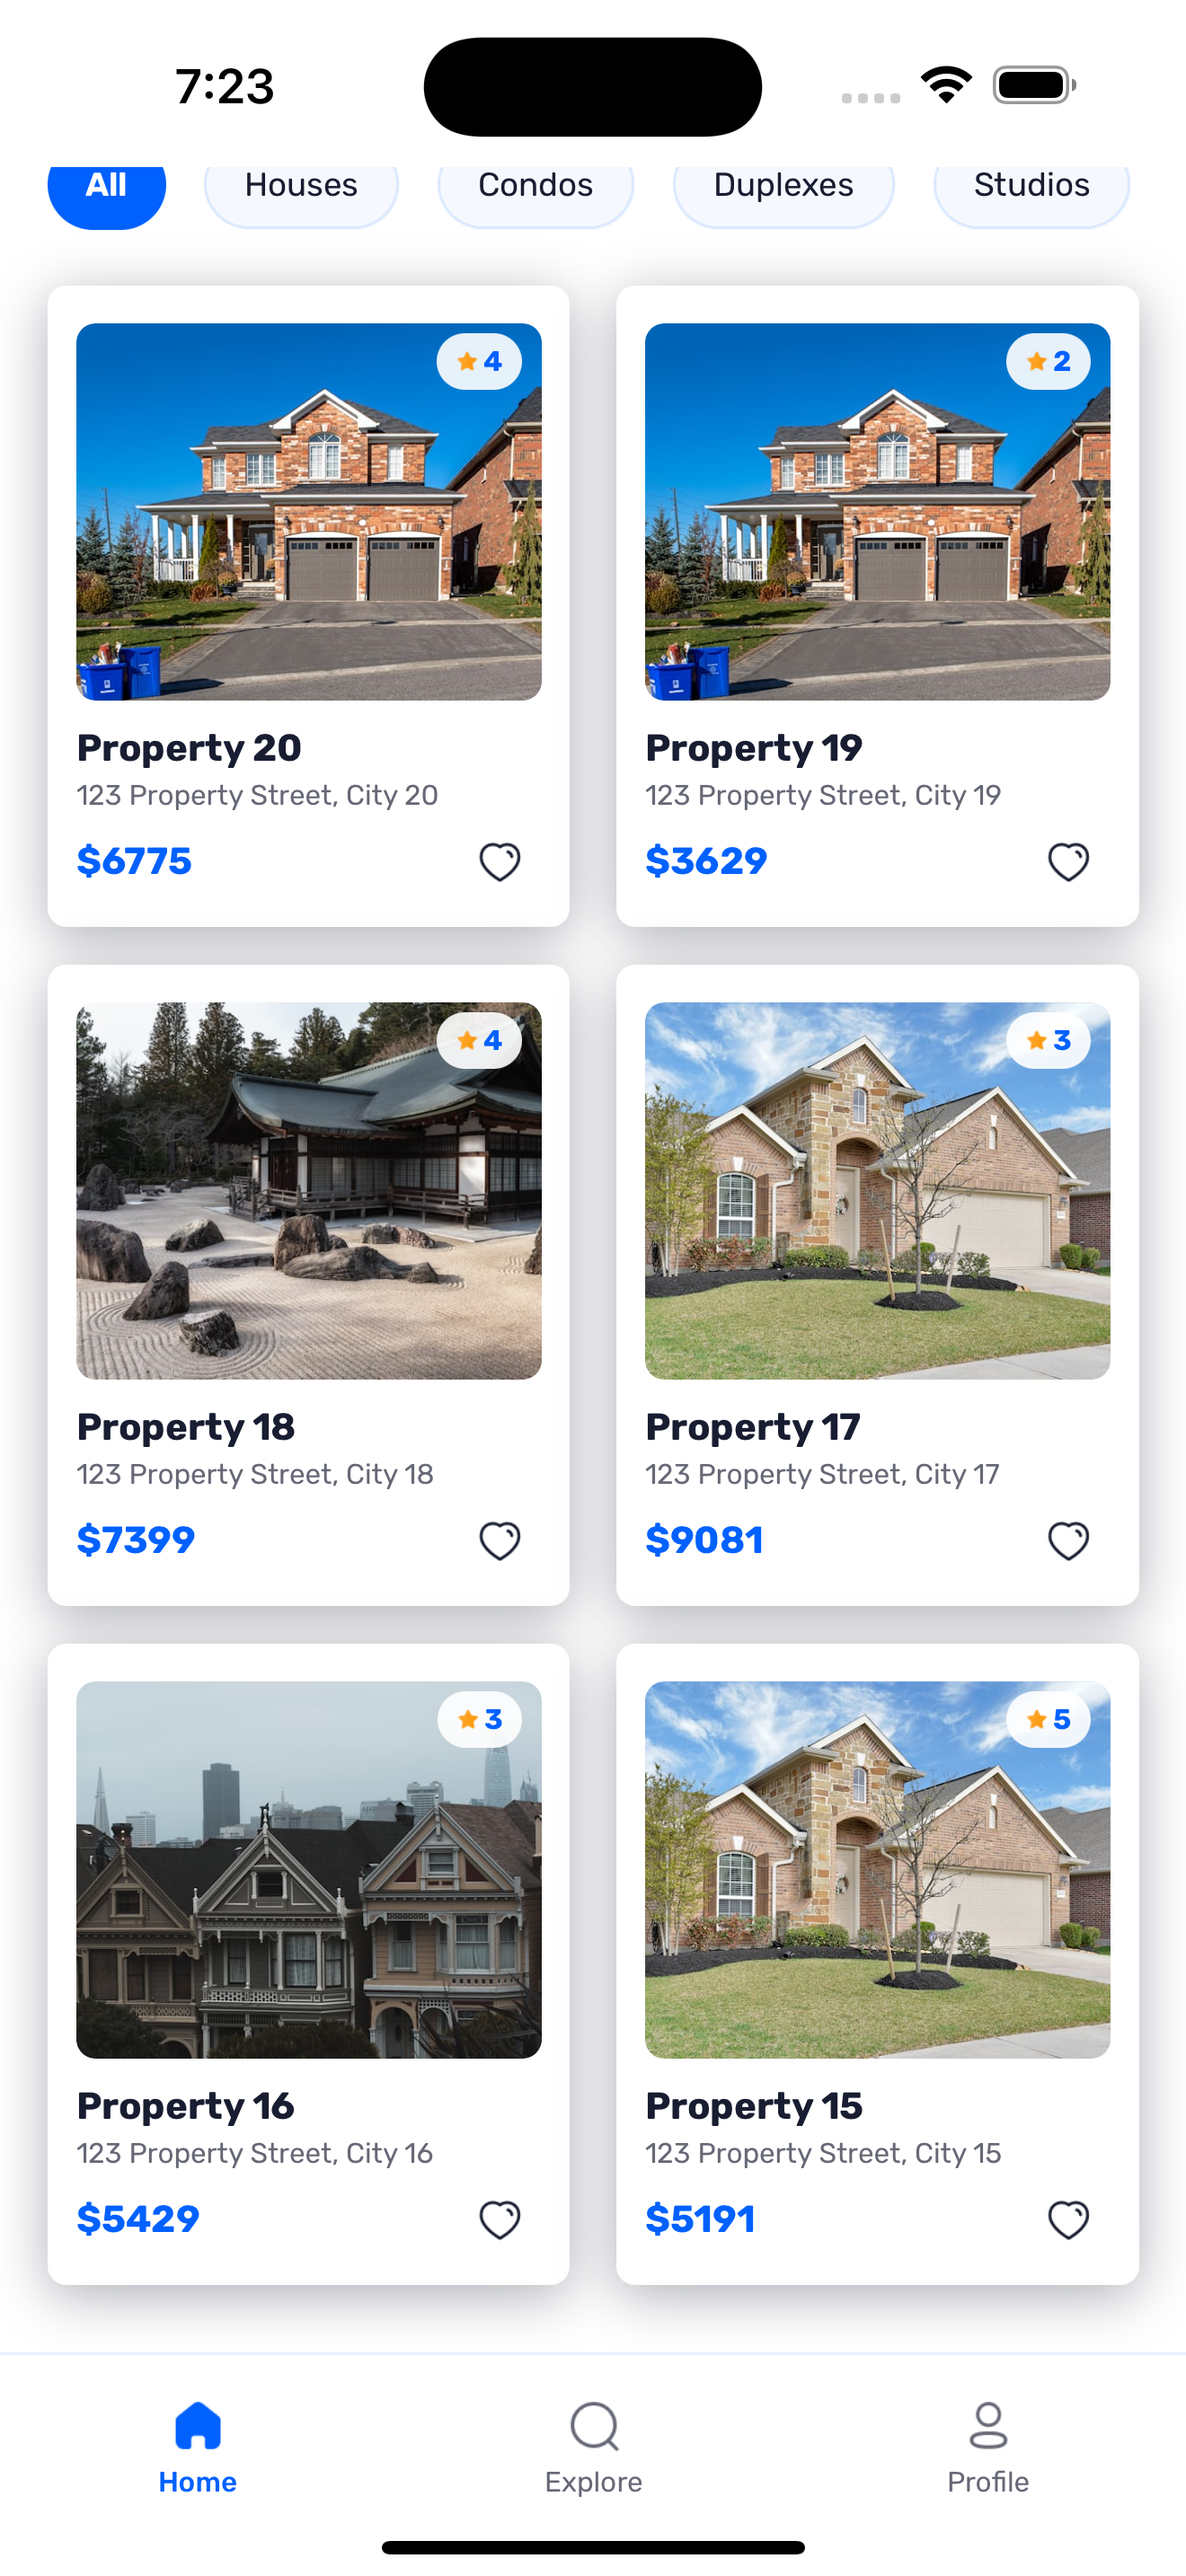 7:23
All Houses Condos Duplexes Studios
4
2
Property 20
123 Property Street, City 20
$6775
Property 19
123 Property Street, City 19
$3629
4
3
Property 18
123 Property Street, City 18
$7399
Property 17
123 Property Street, City 17
$9081
3
5
Property 16
123 Property Street, City 16
$5429
Property 15
123 Property Street, City 15
$5191
Home Explore Profile